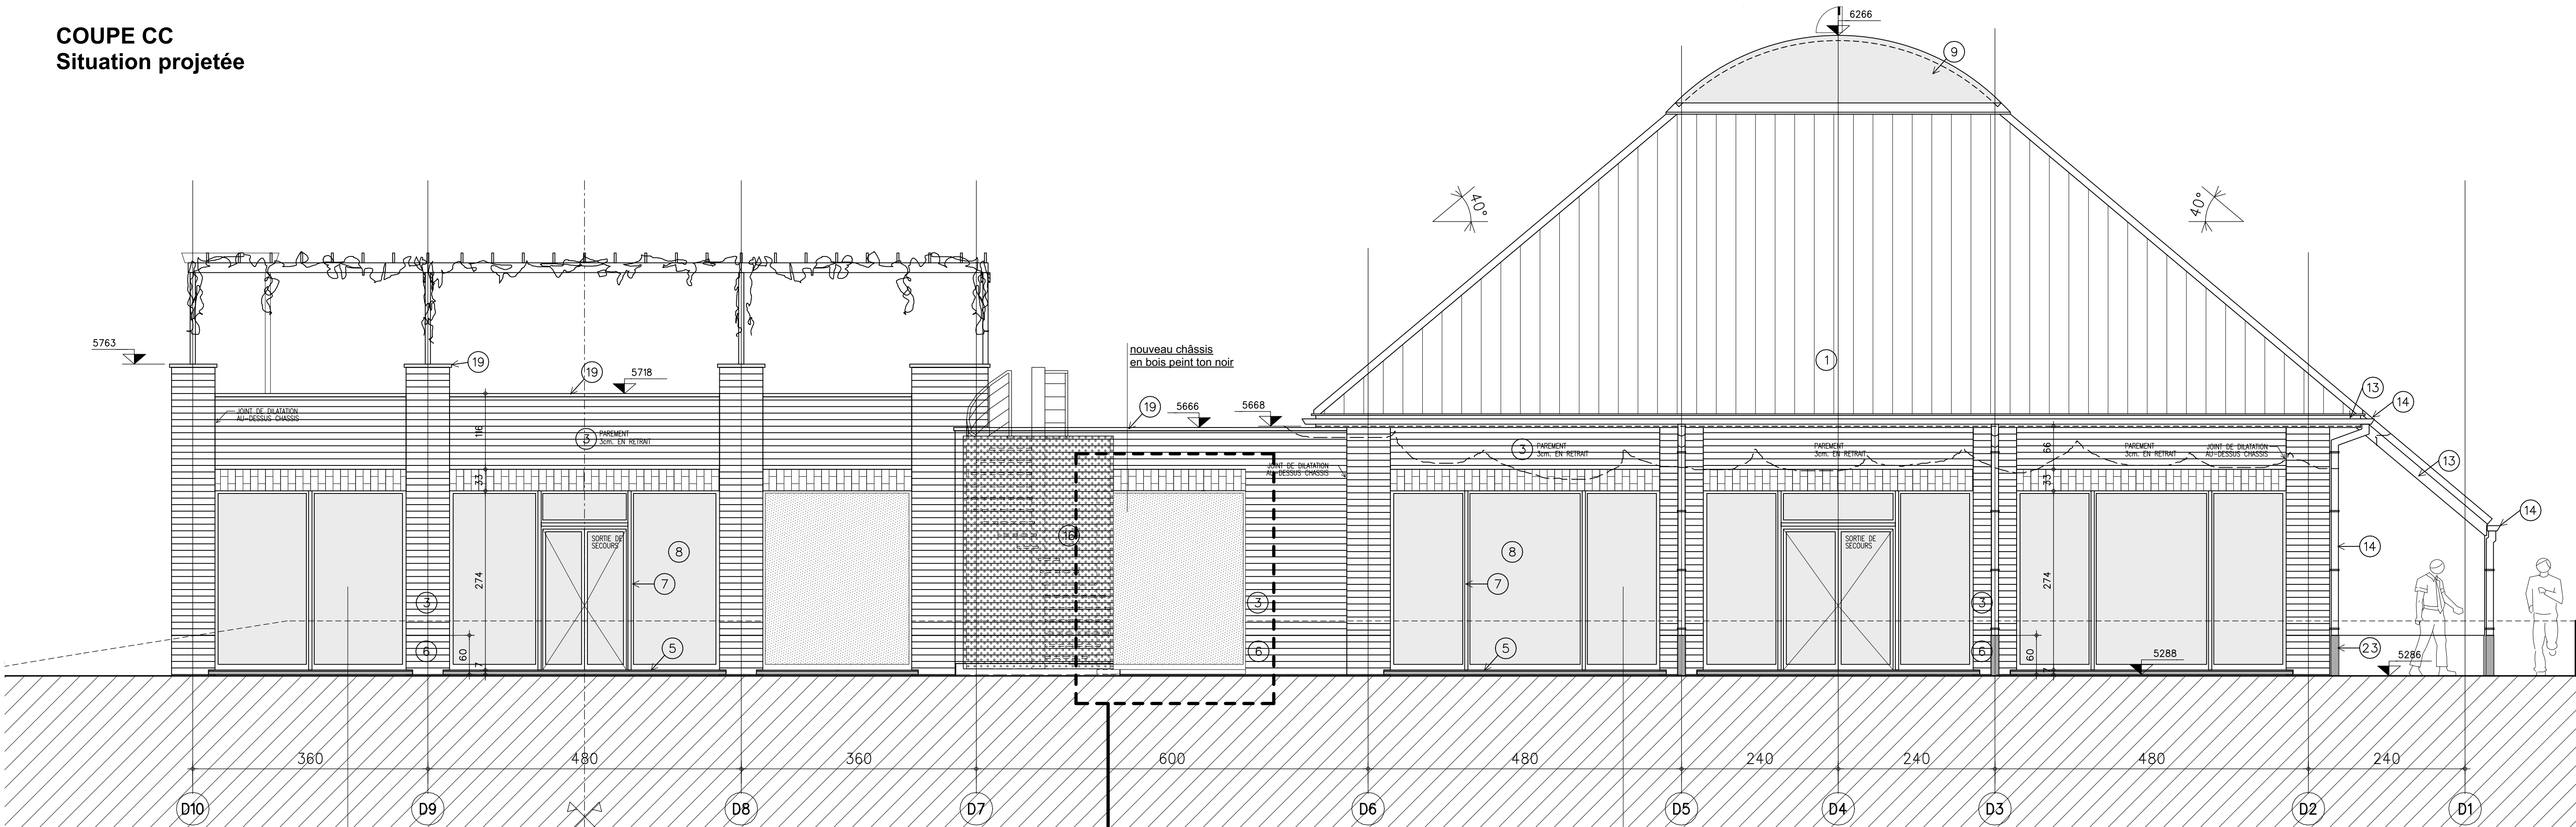 COUPE CC
Situation projetée
6266
9
40°
40°
5763
19
19
5718
nouveau châssis
en bois peint ton noir
1
13
14
19
5666
5668
JOINT DE DILATATION
AU-DESSUS CHASSIS
116
3
PAREMENT
3cm. EN RETRAIT
3
PAREMENT
3cm. EN RETRAIT
PAREMENT
3cm. EN RETRAIT
66
PAREMENT
3cm. EN RETRAIT
JOINT DE DILATATION
AU-DESSUS CHASSIS
JOINT DE DILATATION
AU-DESSUS CHASSIS
13
33
33
14
SORTIE DE
SECOURS
8
8
SORTIE DE
SECOURS
14
274
7
7
274
3
3
3
60
6
5
6
5
6
60
23
7
7
5288
5286
360
480
360
600
480
240
240
480
240
D10
D9
D8
D7
D6
D5
D4
D3
D2
D1